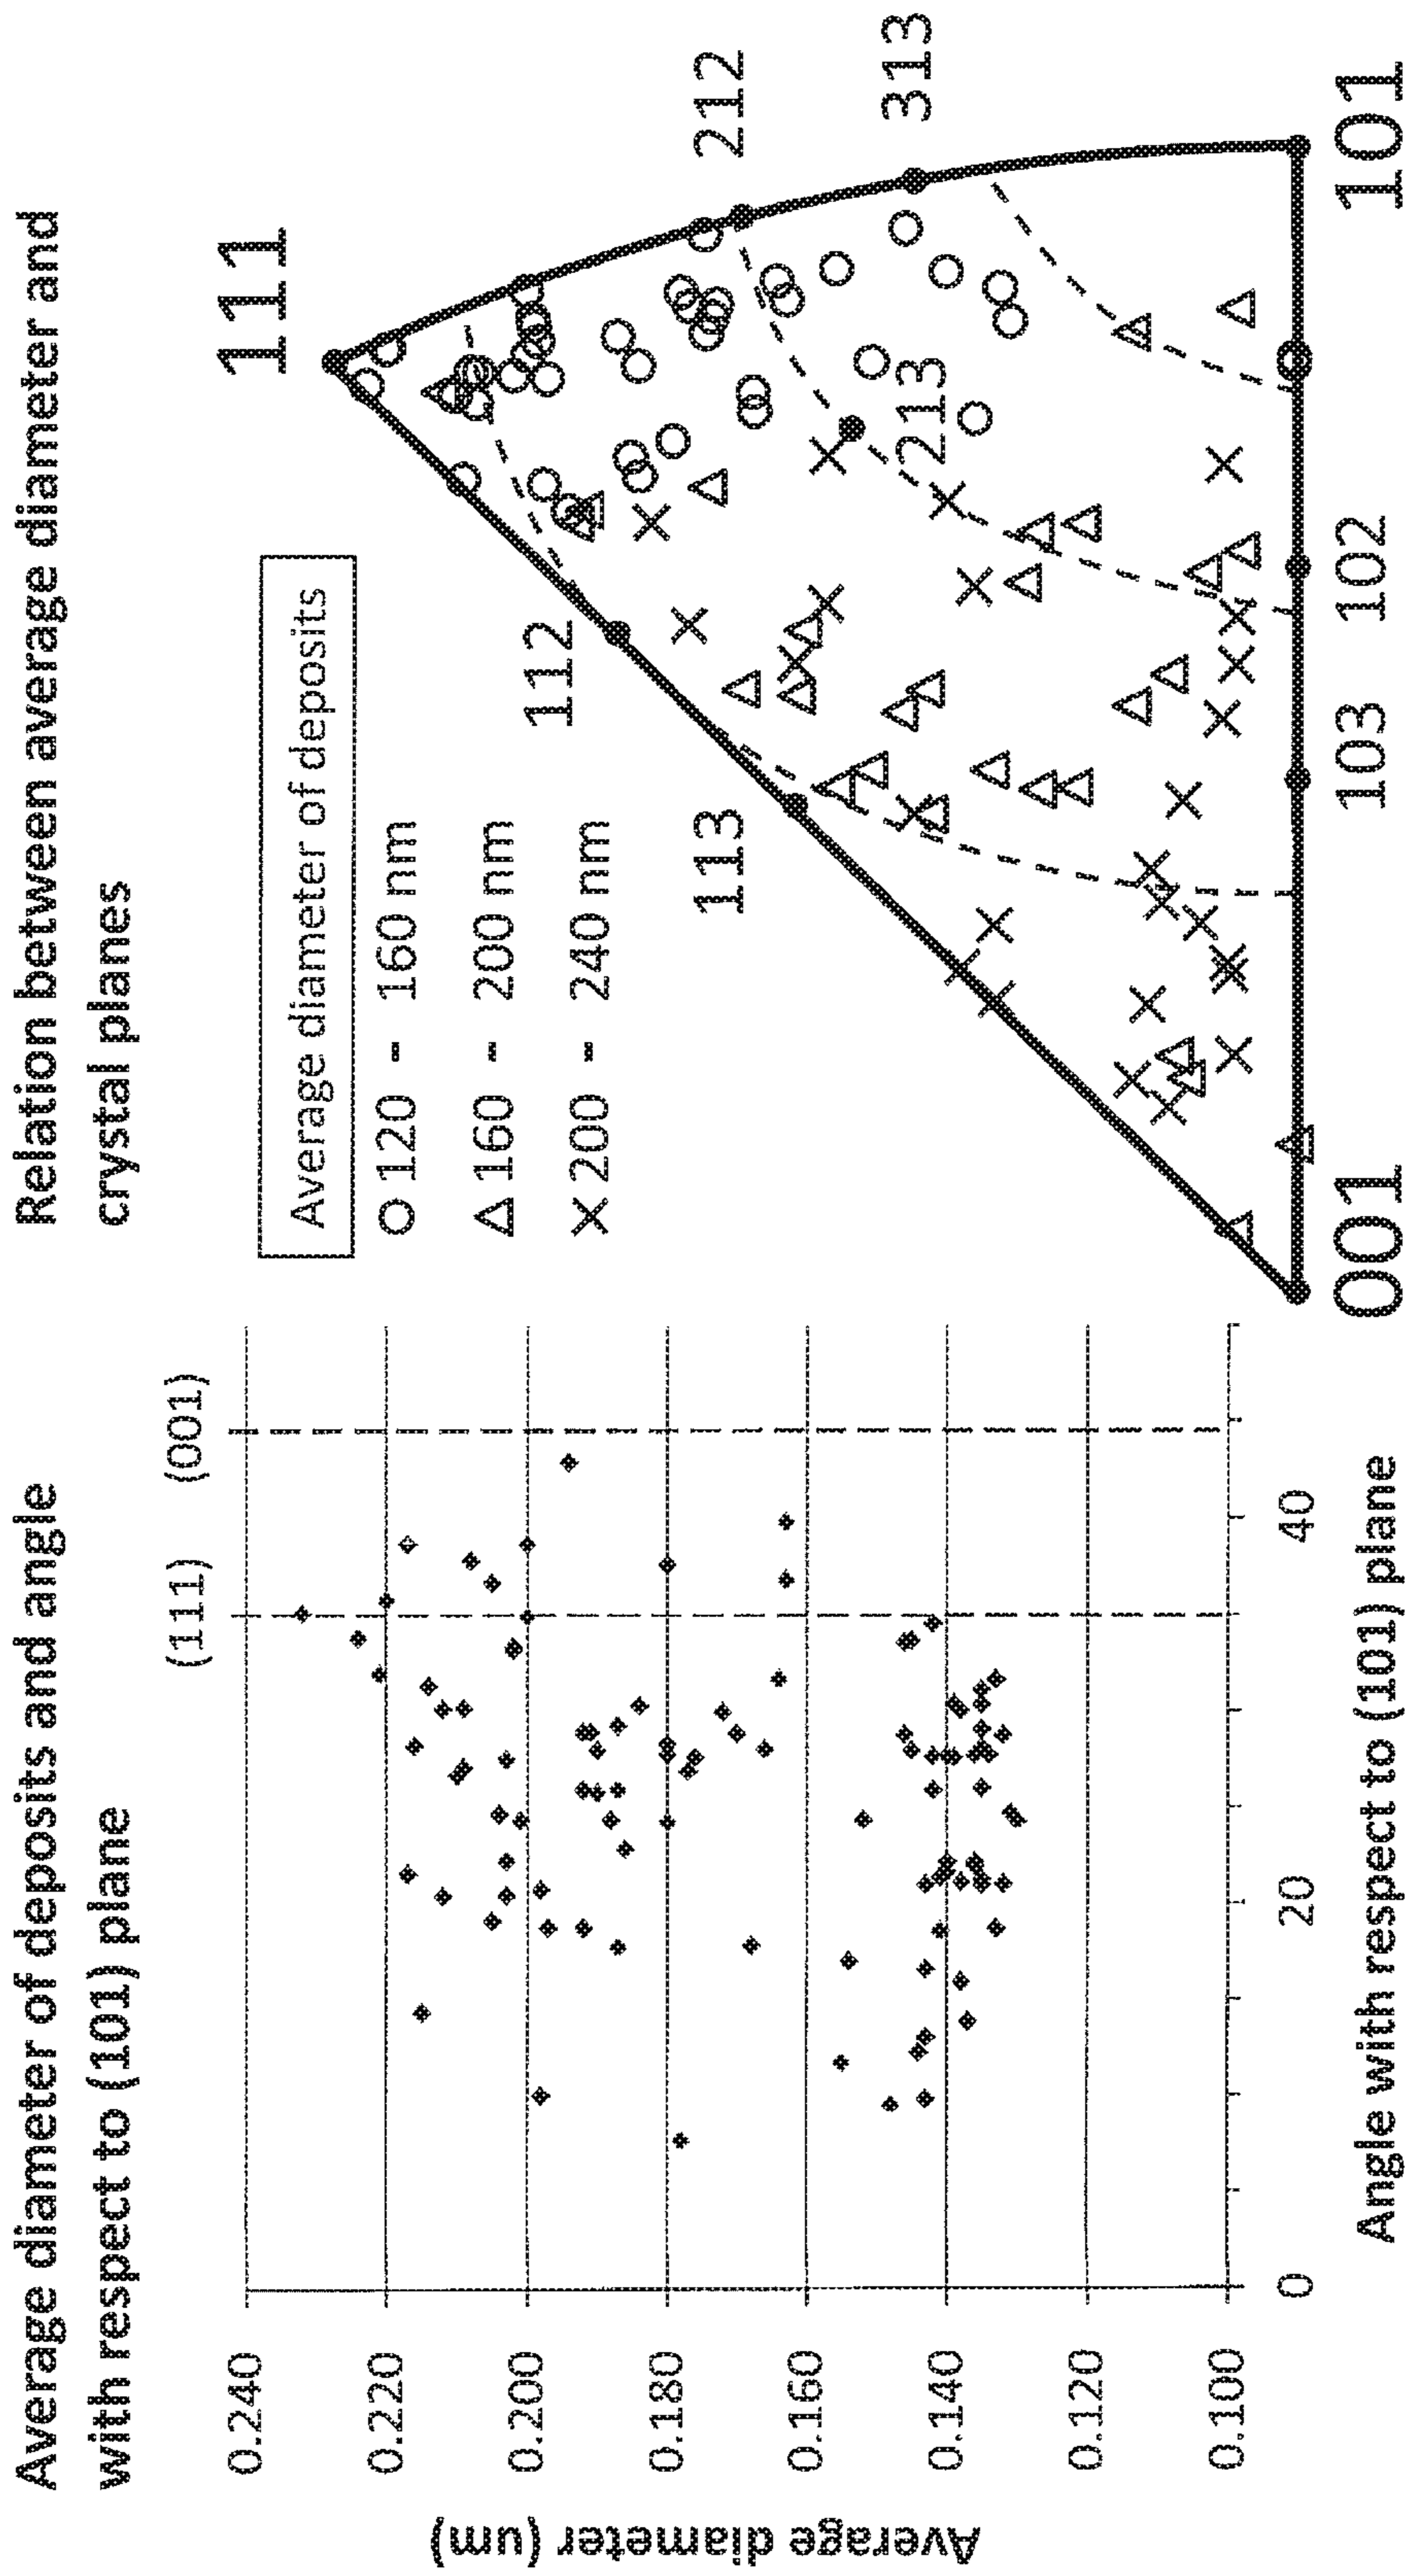 Average diameter of deposits and angle
with respect to (101) plane
(111) (001)
0.240
0.220
0.200
0.180
0.160
0.140
0.120
0.100
Average diameter (um)
0 20 40
Angle with respect to (101) plane
Relation between average diameter and
crystal planes
Average diameter of deposits
○ 120 - 160 nm
△ 160 - 200 nm
× 200 - 240 nm
111
212
313
112
213
113
001 103 102 101